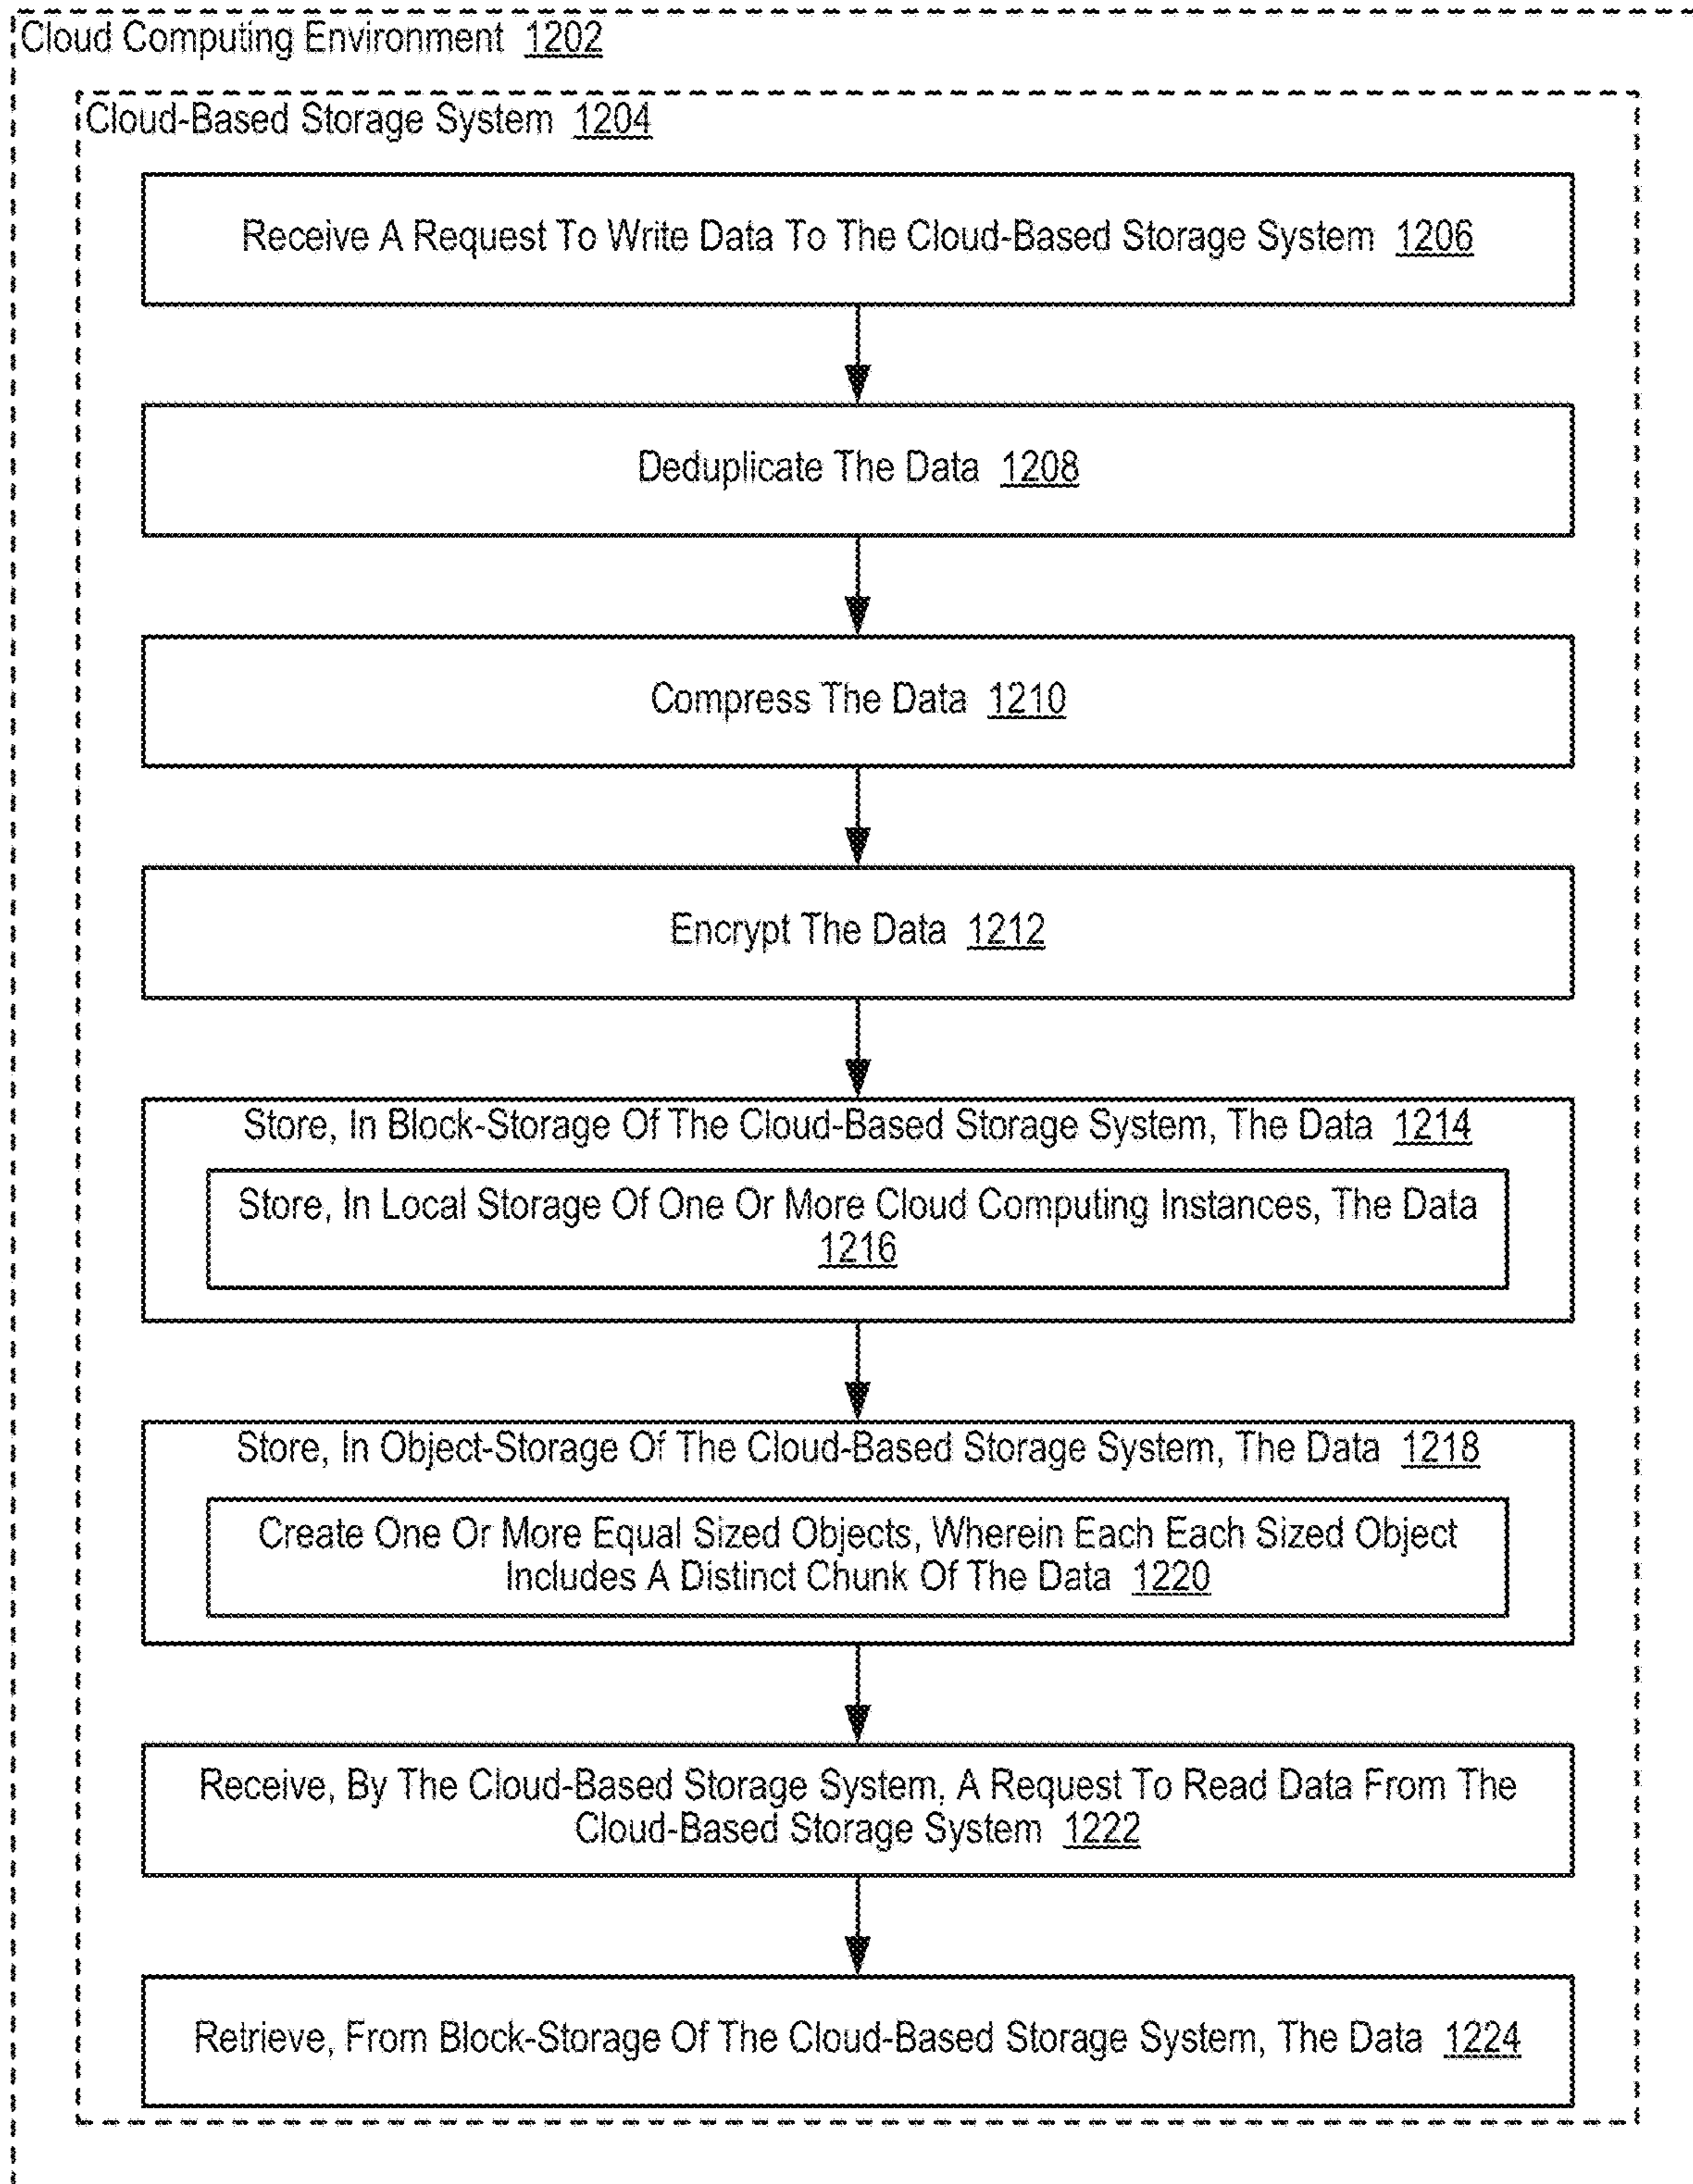 Cloud Computing Environment 1202
Cloud-Based Storage System 1204
Receive A Request To Write Data To The Cloud-Based Storage System 1206
Deduplicate The Data 1208
Compress The Data 1210
Encrypt The Data 1212
Store, In Block-Storage Of The Cloud-Based Storage System, The Data 1214
Store, In Local Storage Of One Or More Cloud Computing Instances, The Data
1216
Store, In Object-Storage Of The Cloud-Based Storage System, The Data 1218
Create One Or More Equal Sized Objects, Wherein Each Each Sized Object
Includes A Distinct Chunk Of The Data 1220
Receive, By The Cloud-Based Storage System, A Request To Read Data From The
Cloud-Based Storage System 1222
Retrieve, From Block-Storage Of The Cloud-Based Storage System, The Data 1224